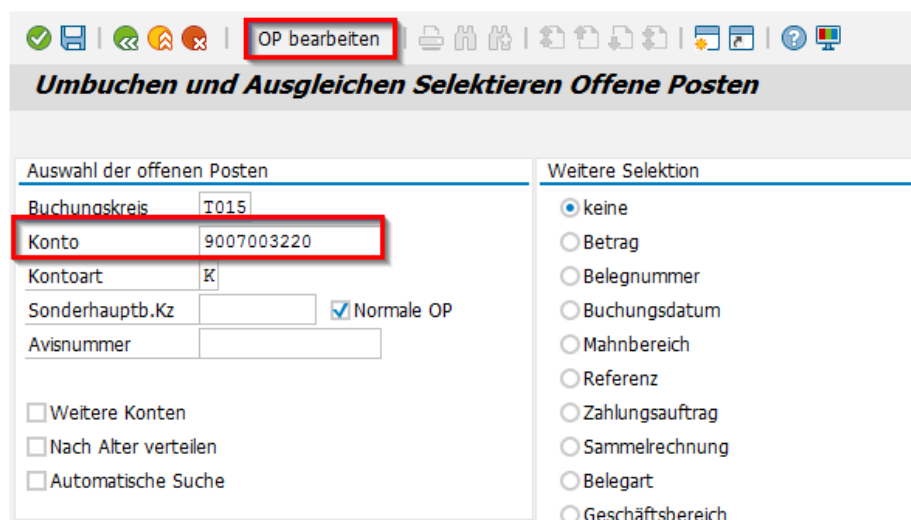 OP bearbeiten
Umbuchen und Ausgleichen Selektieren Offene Posten
Auswahl der offenen Posten
Buchungskreis T015
Konto 9007003220
Kontoart K
Sonderhauptb.Kz Normale OP
Avisnummer
Weitere Konten
Nach Alter verteilen
Automatische Suche
Weitere Selektion
keine
Betrag
Belegnummer
Buchungsdatum
Mahnbereich
Referenz
Zahlungsauftrag
Sammelrechnung
Belegart
Geschäftsbereich